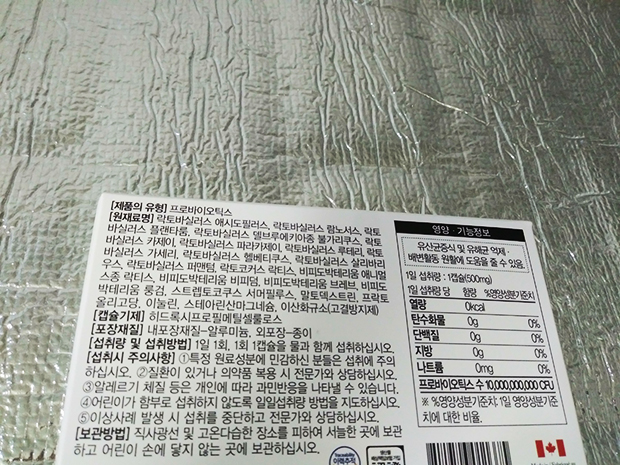 [제품의 유형] 프로바이오틱스
[원재료명] 락토바실러스 애시도필러스, 락토바실러스 람노서스, 락토
바실러스 플랜타룸, 락토바실러스 델브루에키아종 불가리쿠스, 락토
바실러스 카제이, 락토바실러스 파라카제이, 락토바실러스 루테리, 락토
바실러스 가세리, 락토바실러스 헬베티쿠스, 락토바실러스 살리바리
우스, 락토바실러스 퍼맨텀, 락토코커스 락티스, 비피도박테리움 애니멀
스종 락티스, 비피도박테리움 비피덤, 비피도박테리움 브레브, 비피도
박테리움 롱검, 스트렙토코커스 서머필루스, 말토덱스트린, 프락토
올리고당, 이눌린, 스테아린산마그네슘, 이산화규소(고결방지제)
[캡슐기제] 히드록시프로필메틸셀룰로스
[포장재질] 내포장재질-알루미늄, 외포장-종이
[섭취량 및 섭취방법] 1일 1회, 1회 1캡슐을 물과 함께 섭취하십시오.
[섭취시 주의사항] ①특정 원료성분에 민감하신 분들은 섭취에 주의
하십시오. ②질환이 있거나 의약품 복용 시 전문가와 상담하십시오.
③알레르기 체질 등은 개인에 따라 과민반응을 나타낼 수 있습니다.
④어린이가 함부로 섭취하지 않도록 일일섭취량 방법을 지도하십시오.
⑤이상사례 발생 시 섭취를 중단하고 전문가와 상담하십시오.
[보관방법] 직사광선 및 고온다습한 장소를 피하여 서늘한 곳에 보관
하고 어린이 손에 닿지 않는 곳에 보관하십시오.
영양·기능정보
유산균증식 및 유해균 억제·
배변활동 원활에 도움을 줄 수 있음.
1일 섭취량 : 1캡슐(500mg)
1일 섭취량 당 함량 %영양성분기준치
열량 0kcal
탄수화물 0g 0%
단백질 0g 0%
지방 0g 0%
나트륨 0mg 0%
프로바이오틱스 수 10,000,000,000 CFU
※ %영양성분기준치: 1일 영양성분기준
치에 대한 비율.
이력추적